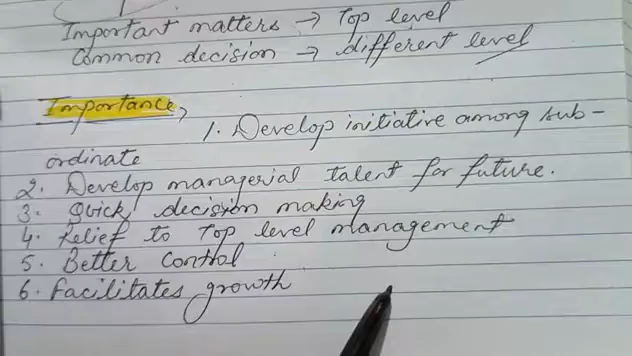 Important matters → Top level
Common decision → different level
Importance,
1. Develop initiative among sub-
ordinate
2. Develop managerial talent for future.
3. Quick decision making
4. Relief to Top level management
5. Better Control
6. Facilitates growth